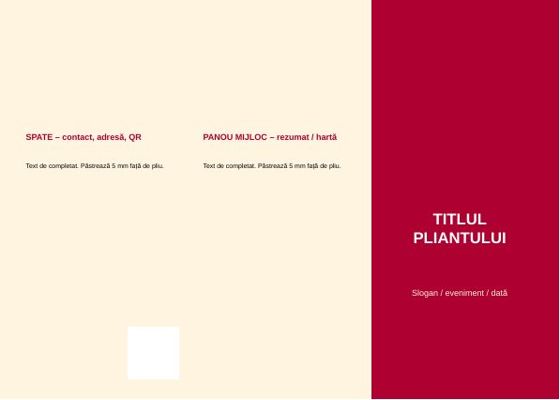 SPATE – contact, adresă, QR
Text de completat. Păstrează 5 mm față de pliu.
PANOU MIJLOC – rezumat / hartă
Text de completat. Păstrează 5 mm față de pliu.
TITLUL
PLIANTULUI
Slogan / eveniment / dată